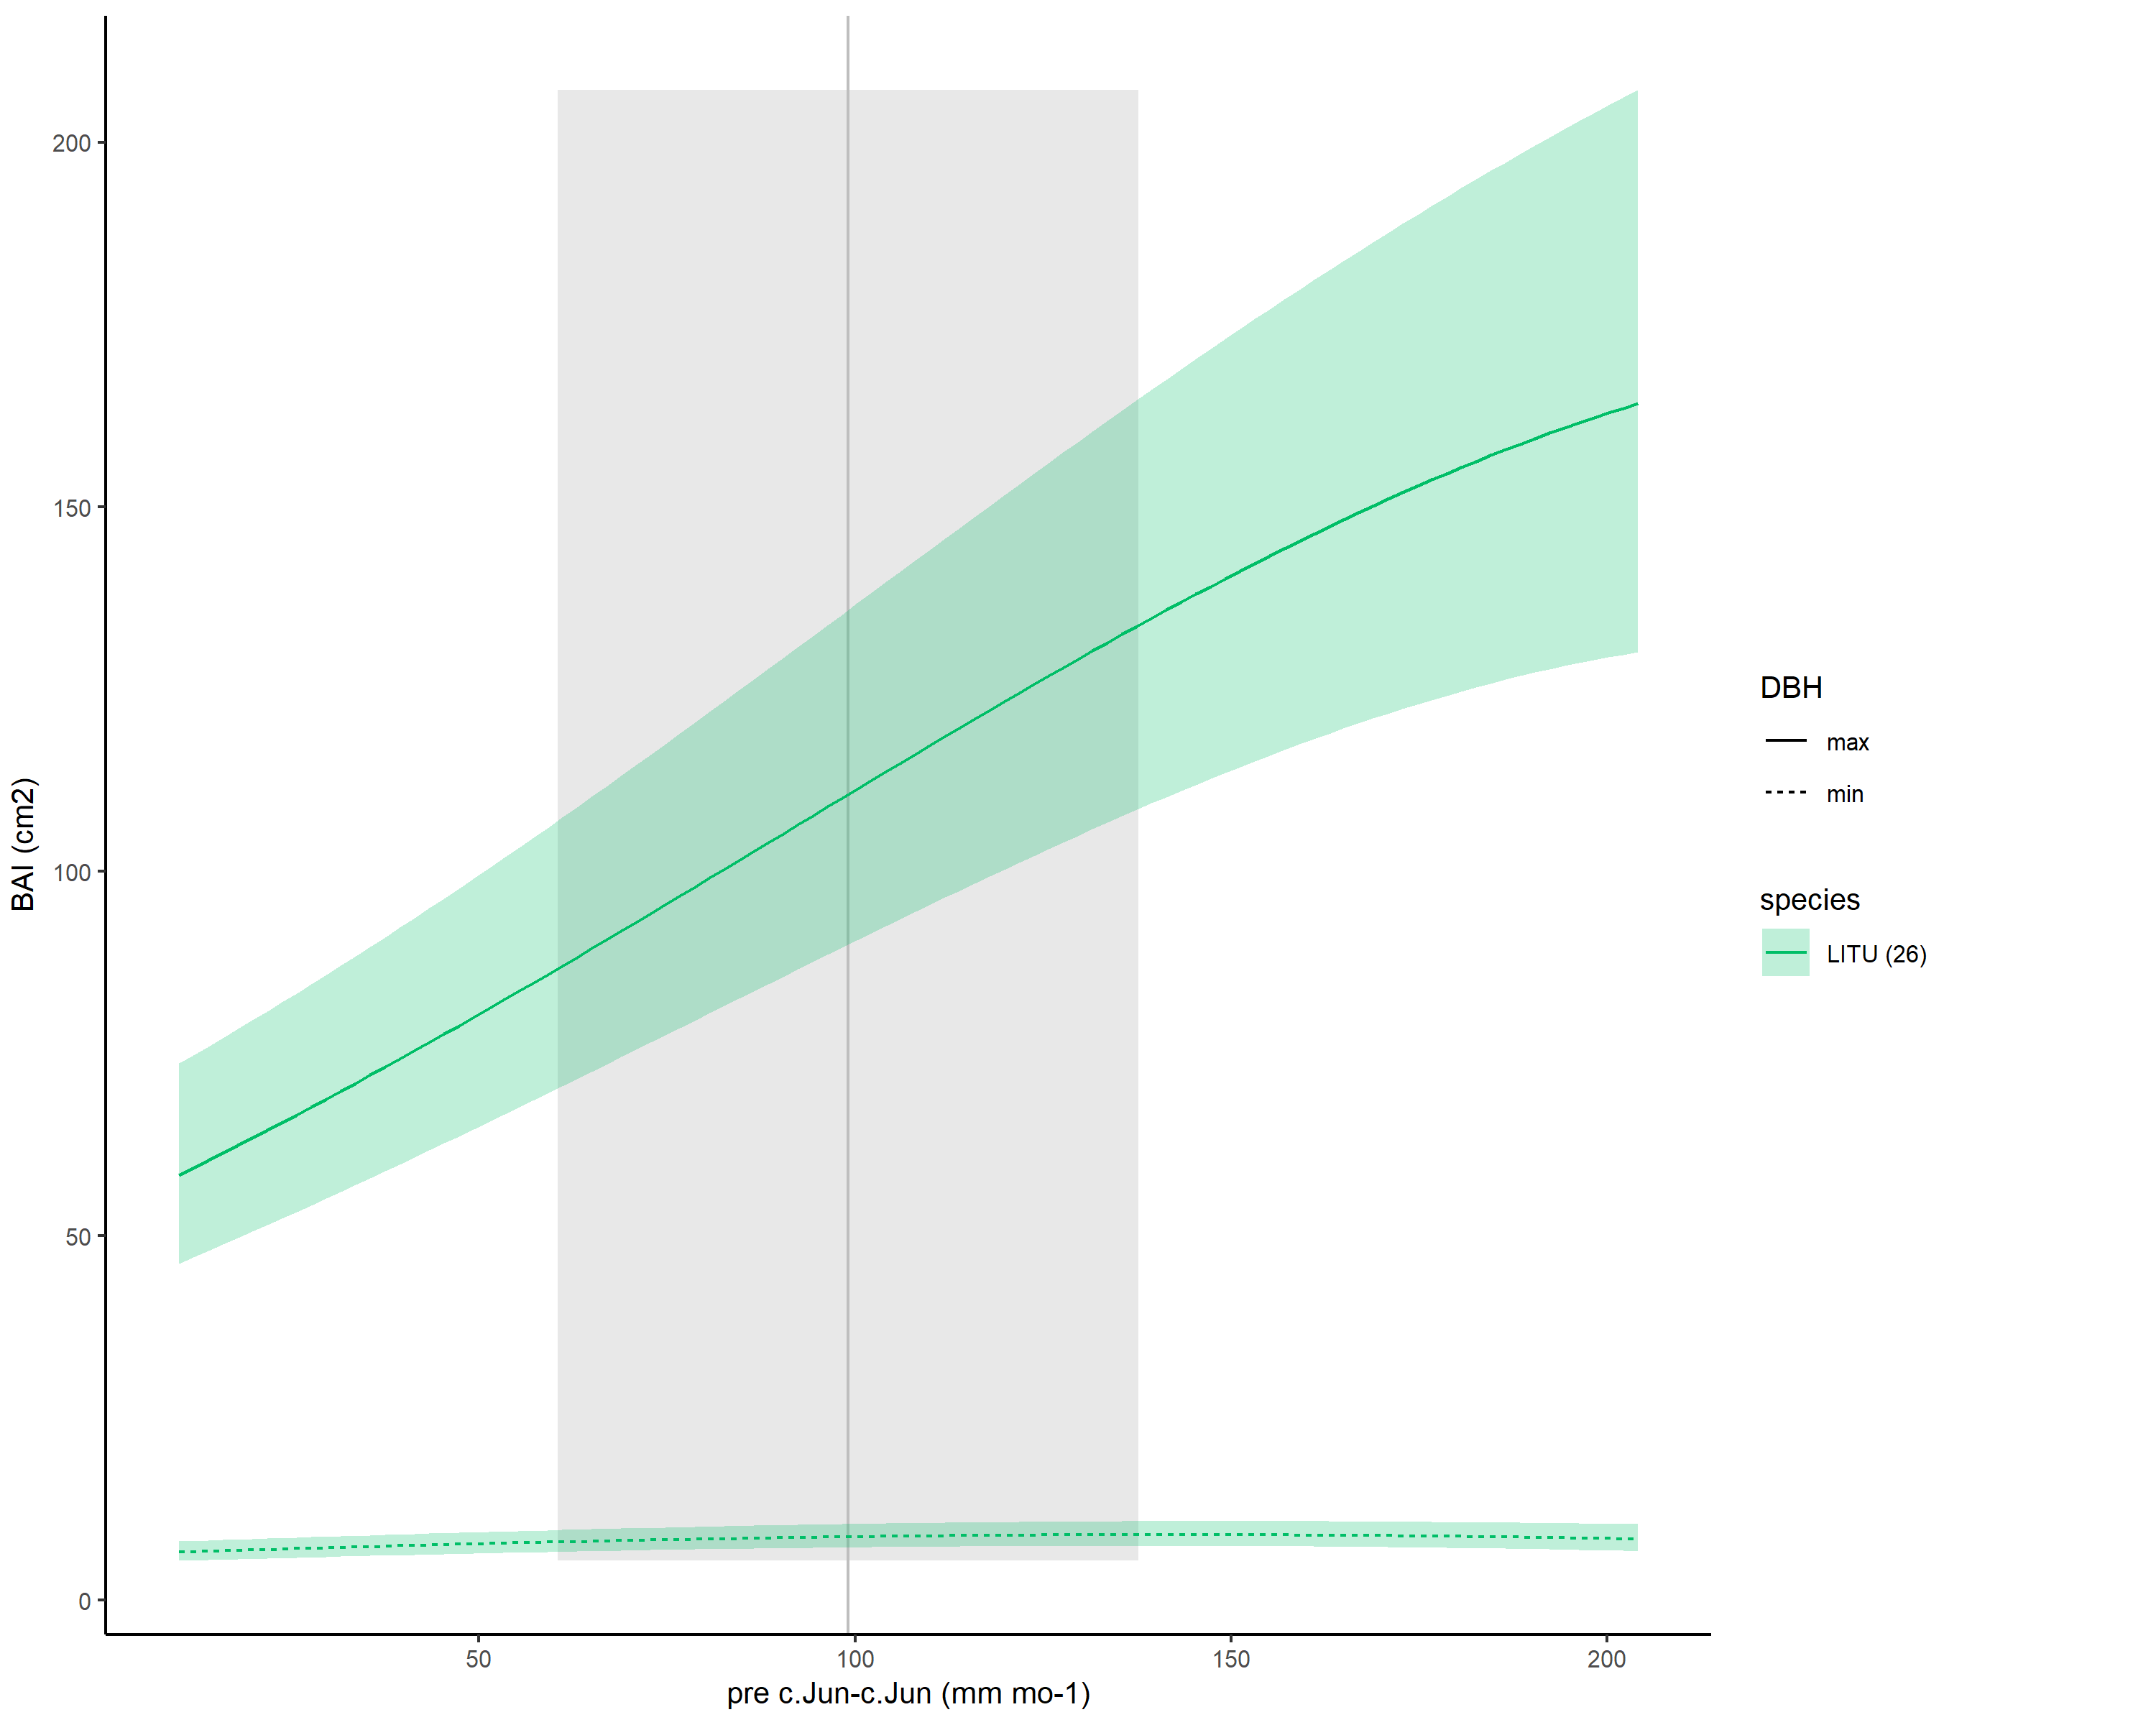 200
150
100
50
0
BAI (cm2)
50 100 150 200
pre c.Jun-c.Jun (mm mo-1)
DBH
max
min
species
LITU (26)